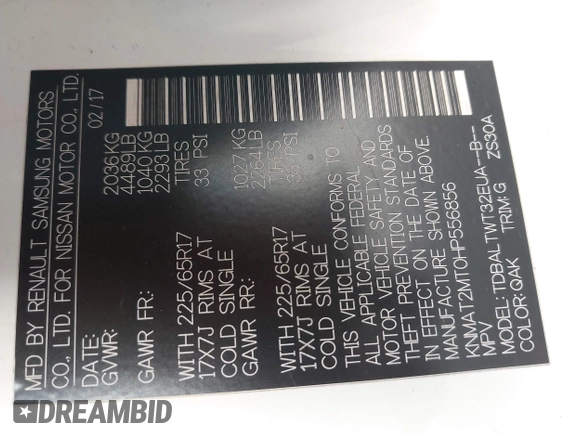 MFD BY RENAULT SAMSUNG MOTORS
CO., LTD. FOR NISSAN MOTOR CO., LTD.
DATE: 02/17
GVWR: 2036KG
4489LB
GAWR FR: 1040 KG
2293LB
WITH 225/65R17 TIRES
17X7J RIMS AT 33 PSI
COLD SINGLE
GAWR RR: 1027 KG
2264LB
WITH 225/65R17 TIRES
17X7J RIMS AT 33 PSI
COLD SINGLE
THIS VEHICLE CONFORMS TO
ALL APPLICABLE FEDERAL
MOTOR VEHICLE SAFETY AND
THEFT PREVENTION STANDARDS
IN EFFECT ON THE DATE OF
MANUFACTURE SHOWN ABOVE.
KNMAT2MT0HP556856
MPV
MODEL: TDBALTWT32EUA---B--
COLOR: QAK TRIM: G ZS30A
DREAMBID